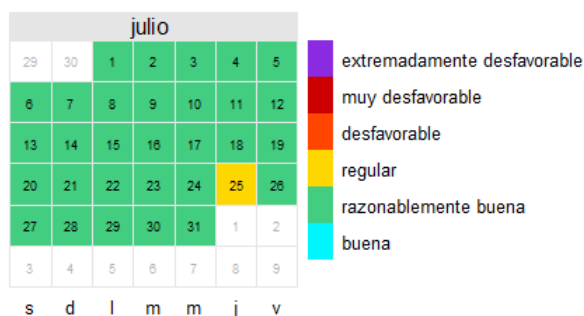 julio
29 30 1 2 3 4 5
6 7 8 9 10 11 12
13 14 15 16 17 18 19
20 21 22 23 24 25 26
27 28 29 30 31 1 2
3 4 5 6 7 8 9
s d l m m j v
extremadamente desfavorable
muy desfavorable
desfavorable
regular
razonablemente buena
buena